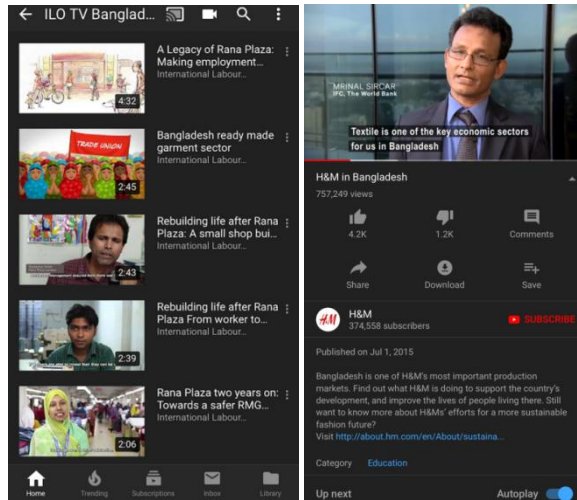 ILO TV Banglad...
A Legacy of Rana Plaza:
Making employment...
International Labour...
4:32
Bangladesh ready made
garment sector
International Labour...
TRADE UNION
2:45
Rebuilding life after Rana
Plaza: A small shop bui...
International Labour...
2:43
Rebuilding life after Rana
Plaza From worker to...
International Labour...
2:39
Rana Plaza two years on:
Towards a safer RMG...
International Labour...
2:06
Home
Trending
Subscriptions
Inbox
Library
MRINAL SIRCAR
IFC, The World Bank
Textile is one of the key economic sectors
for us in Bangladesh
H&M in Bangladesh
757,249 views
4.2K
1.2K
Comments
Share
Download
Save
H&M
H&M
374,558 subscribers
SUBSCRIBE
Published on Jul 1, 2015
Bangladesh is one of H&M's most important production
markets. Find out what H&M is doing to support the country's
development, and improve the lives of people living there. Still
want to know more about H&Ms' efforts for a more sustainable
fashion future?
Visit http://about.hm.com/en/About/sustaina...
Category Education
Up next
Autoplay